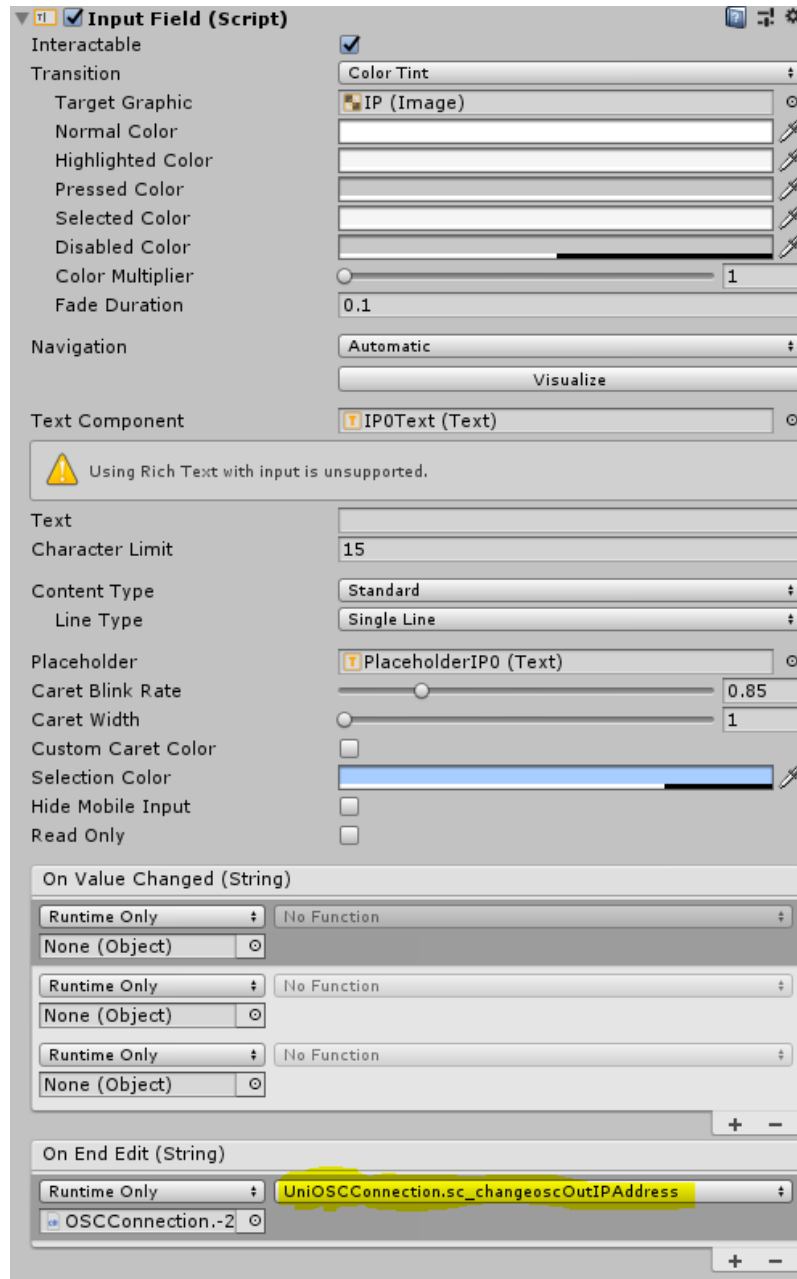 Input Field (Script)
Interactable
Transition Color Tint
Target Graphic IP (Image)
Normal Color
Highlighted Color
Pressed Color
Selected Color
Disabled Color
Color Multiplier 1
Fade Duration 0.1
Navigation Automatic
Visualize
Text Component T IP0Text (Text)
Using Rich Text with input is unsupported.
Text
Character Limit 15
Content Type Standard
Line Type Single Line
Placeholder T PlaceholderIP0 (Text)
Caret Blink Rate 0.85
Caret Width 1
Custom Caret Color
Selection Color
Hide Mobile Input
Read Only
On Value Changed (String)
Runtime Only No Function
None (Object)
Runtime Only No Function
None (Object)
Runtime Only No Function
None (Object)
+ −
On End Edit (String)
Runtime Only UniOSCConnection.sc_changeoscOutIPAddress
OSCConnection.-2
+ −